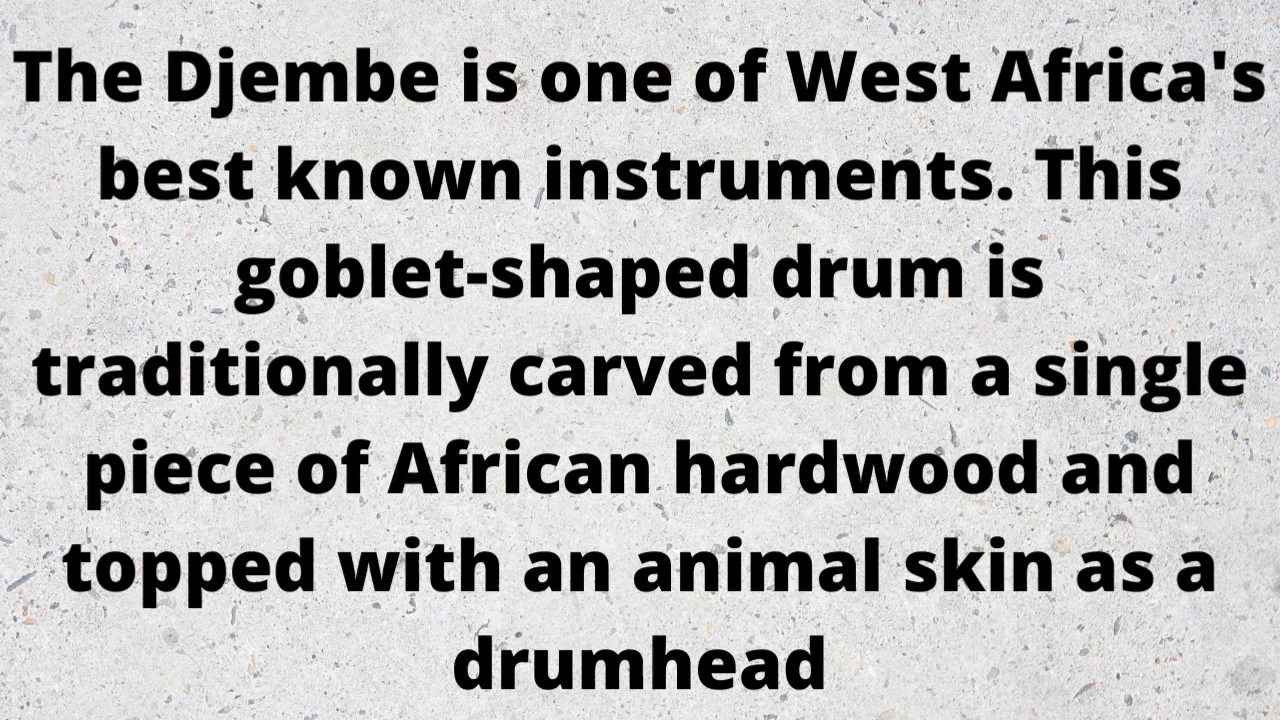 The Djembe is one of West Africa's
best known instruments. This
goblet-shaped drum is
traditionally carved from a single
piece of African hardwood and
topped with an animal skin as a
drumhead